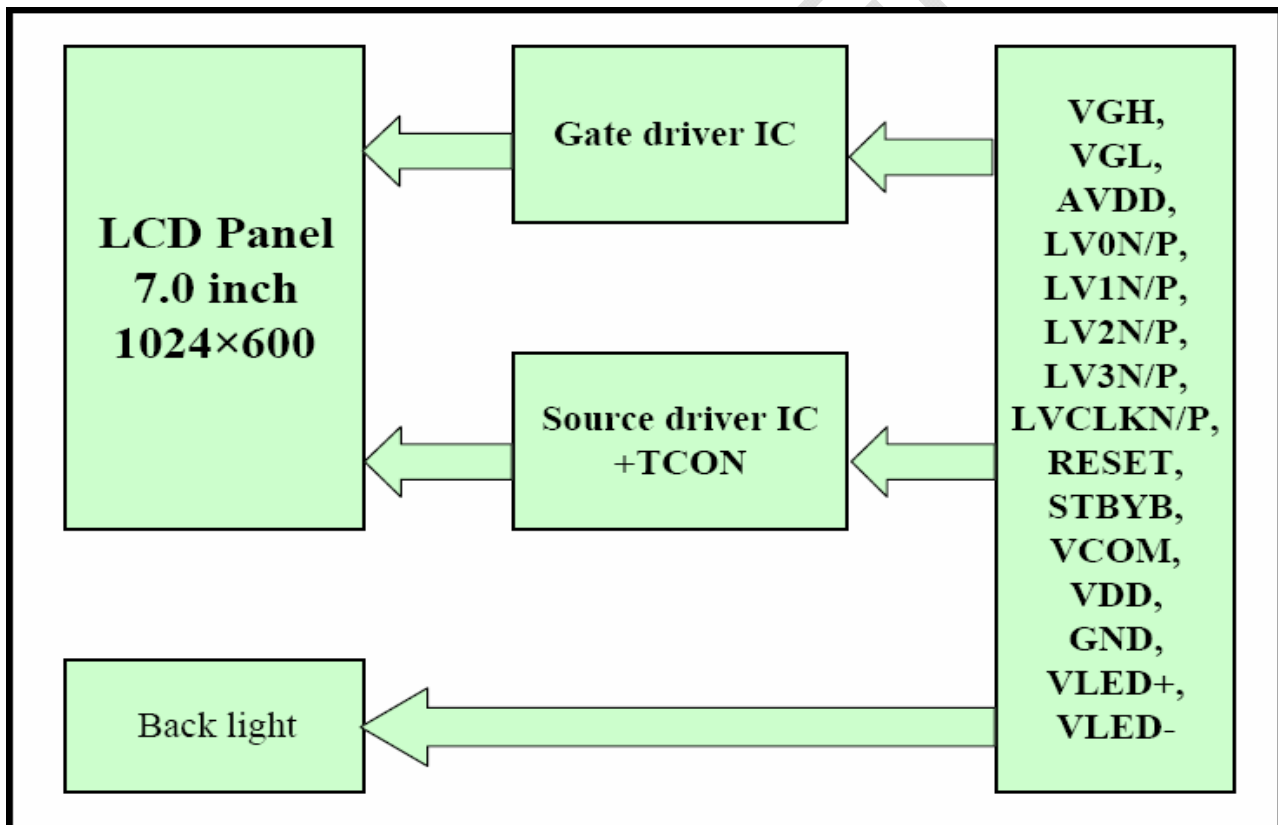 LCD Panel
7.0 inch
1024×600
Gate driver IC
Source driver IC
+TCON
Back light
VGH,
VGL,
AVDD,
LV0N/P,
LV1N/P,
LV2N/P,
LV3N/P,
LVCLKN/P,
RESET,
STBYB,
VCOM,
VDD,
GND,
VLED+,
VLED-